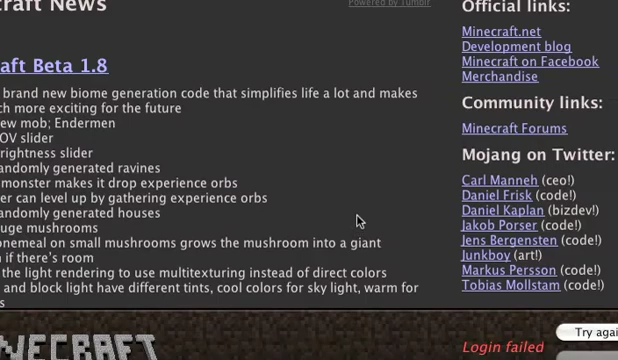 craft News
Powered by Tumblr
aft Beta 1.8
brand new biome generation code that simplifies life a lot and makes
ch more exciting for the future
ew mob; Endermen
OV slider
rightness slider
andomly generated ravines
monster makes it drop experience orbs
er can level up by gathering experience orbs
andomly generated houses
uge mushrooms
onemeal on small mushrooms grows the mushroom into a giant
if there's room
the light rendering to use multitexturing instead of direct colors
and block light have different tints, cool colors for sky light, warm for
s
Official links:
Minecraft.net
Development blog
Minecraft on Facebook
Merchandise
Community links:
Minecraft Forums
Mojang on Twitter:
Carl Manneh (ceo!)
Daniel Frisk (code!)
Daniel Kaplan (bizdev!)
Jakob Porser (code!)
Jens Bergensten (code!)
Junkboy (art!)
Markus Persson (code!)
Tobias Mollstam (code!)
NECRAFT
Login failed
Try agai